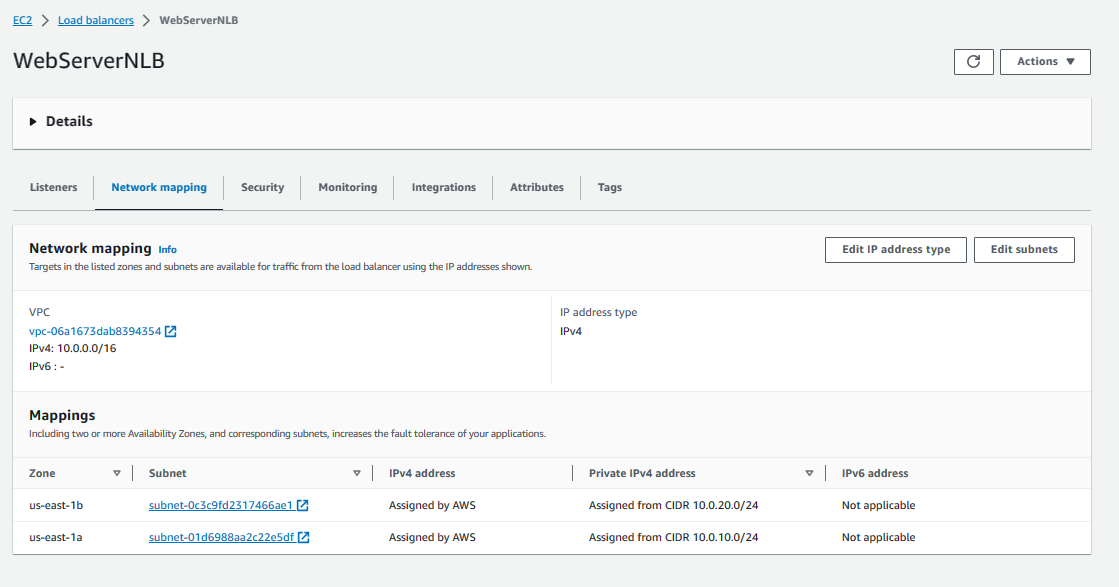 EC2 > Load balancers > WebServerNLB
WebServerNLB
Actions
Details
Listeners
Network mapping
Security
Monitoring
Integrations
Attributes
Tags
Network mapping Info
Targets in the listed zones and subnets are available for traffic from the load balancer using the IP addresses shown.
Edit IP address type
Edit subnets
VPC
vpc-06a1673dab8394354
IPv4: 10.0.0.0/16
IPv6 : -
IP address type
IPv4
Mappings
Including two or more Availability Zones, and corresponding subnets, increases the fault tolerance of your applications.
Zone Subnet IPv4 address Private IPv4 address IPv6 address
us-east-1b subnet-0c3c9fd2317466ae1 Assigned by AWS Assigned from CIDR 10.0.20.0/24 Not applicable
us-east-1a subnet-01d6988aa2c22e5df Assigned by AWS Assigned from CIDR 10.0.10.0/24 Not applicable